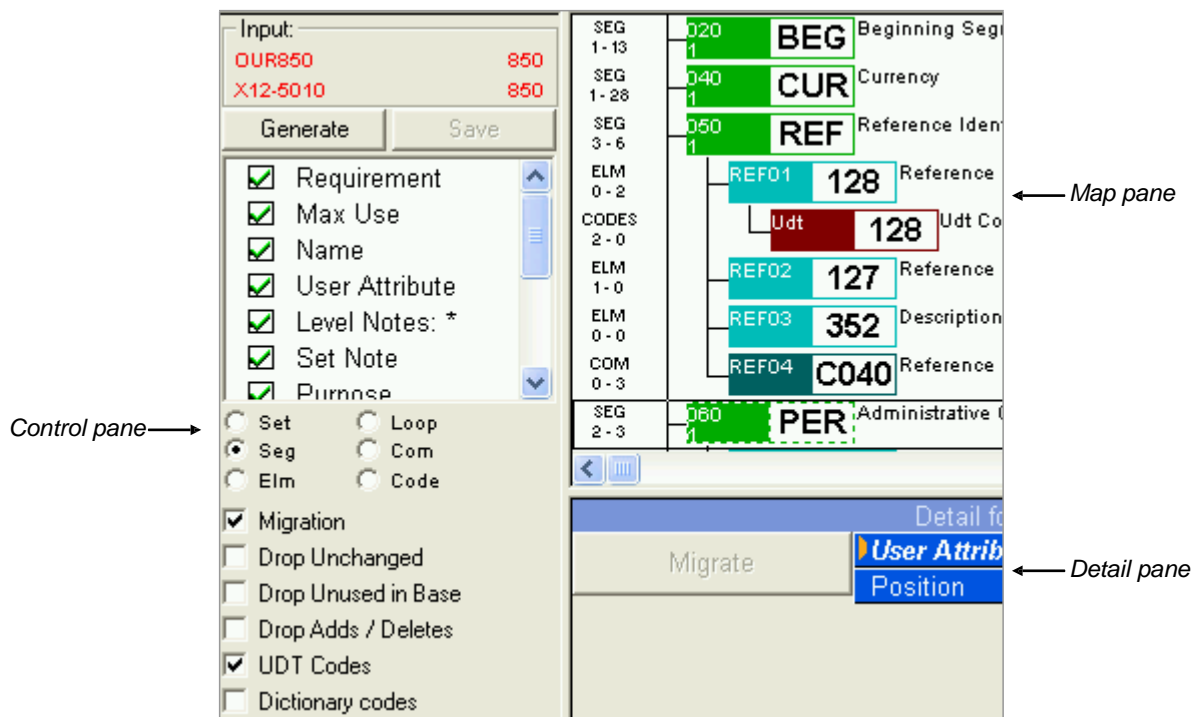 Input:
OUR850 850
X12-5010 850
Generate Save
Requirement
Max Use
Name
User Attribute
Level Notes: *
Set Note
Purpose
Control pane
Set Loop
Seg Com
Elm Code
Migration
Drop Unchanged
Drop Unused in Base
Drop Adds / Deletes
UDT Codes
Dictionary codes
SEG
1 - 13
020
1
BEG
Beginning Seg
SEG
1 - 28
040
1
CUR
Currency
SEG
3 - 6
050
1
REF
Reference Iden
ELM
0 - 2
REF01
128
Reference
CODES
2 - 0
Udt
128
Udt Co
ELM
1 - 0
REF02
127
Reference
ELM
0 - 0
REF03
352
Description
COM
0 - 3
REF04
C040
Reference
SEG
2 - 3
060
1
PER
Administrative
Map pane
Detail fo
Migrate
User Attrib
Position
Detail pane